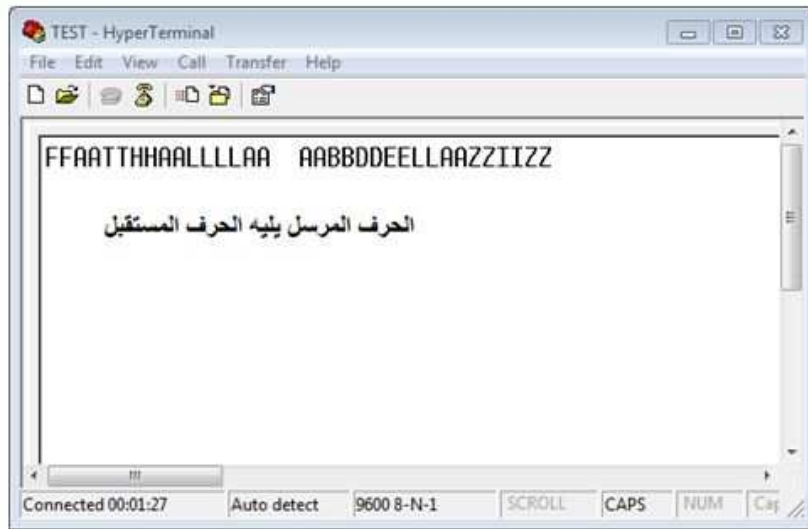 TEST - HyperTerminal
File Edit View Call Transfer Help
FFAATTHHAALLLLAA  AABBDDEELLAAZZIIZZ
الحرف المرسل يليه الحرف المستقبل
Connected 00:01:27 Auto detect 9600 8-N-1 SCROLL CAPS NUM